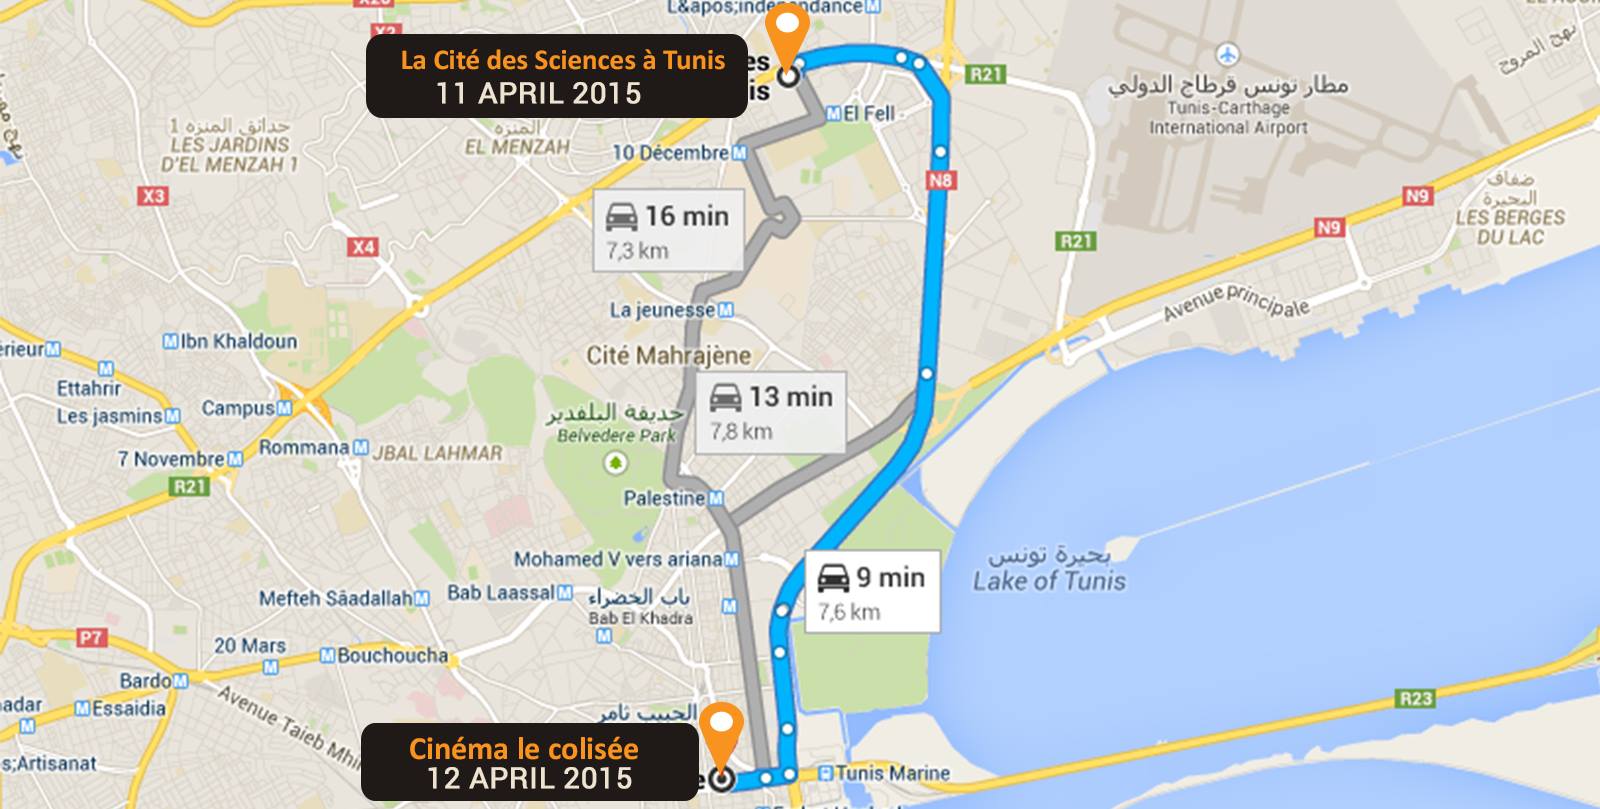 L&apos;indépendance
X2
La Cité des Sciences à Tunis
11 APRIL 2015
es
is
R21
El Fell
مطار تونس قرطاج الدولي
Tunis-Carthage
International Airport
نهج المروج
حدائق المنزه 1
LES JARDINS
D'EL MENZAH 1
المنزه
EL MENZAH
10 Décembre
N8
X3
X4
16 min
7,3 km
R21
N9
N9
ضفاف
البحيرة
LES BERGES
DU LAC
Avenue principale
La jeunesse
Cité Mahrajène
Ibn Khaldoun
érieur
Ettahrir
Les jasmins
Campus
13 min
7,8 km
حديقة البلفدير
Belvedere Park
7 Novembre
Rommana
JBAL LAHMAR
R21
Palestine
Mohamed V vers ariana
بحيرة تونس
Lake of Tunis
9 min
7,6 km
Mefteh Sâadallah
Bab Laassal
باب الخضراء
Bab El Khadra
P7
20 Mars
Bouchoucha
Bardo
Essaidia
adar
Avenue Taieb Mhiri
R23
الحبيب ثامر
Cinéma le colisée
12 APRIL 2015
e
Tunis Marine
s;Artisanat